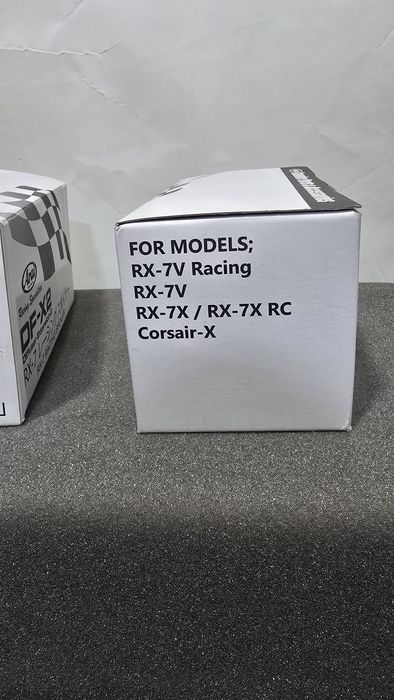 FOR MODELS;
RX-7V Racing
RX-7V
RX-7X / RX-7X RC
Corsair-X
Arai
DF-X2